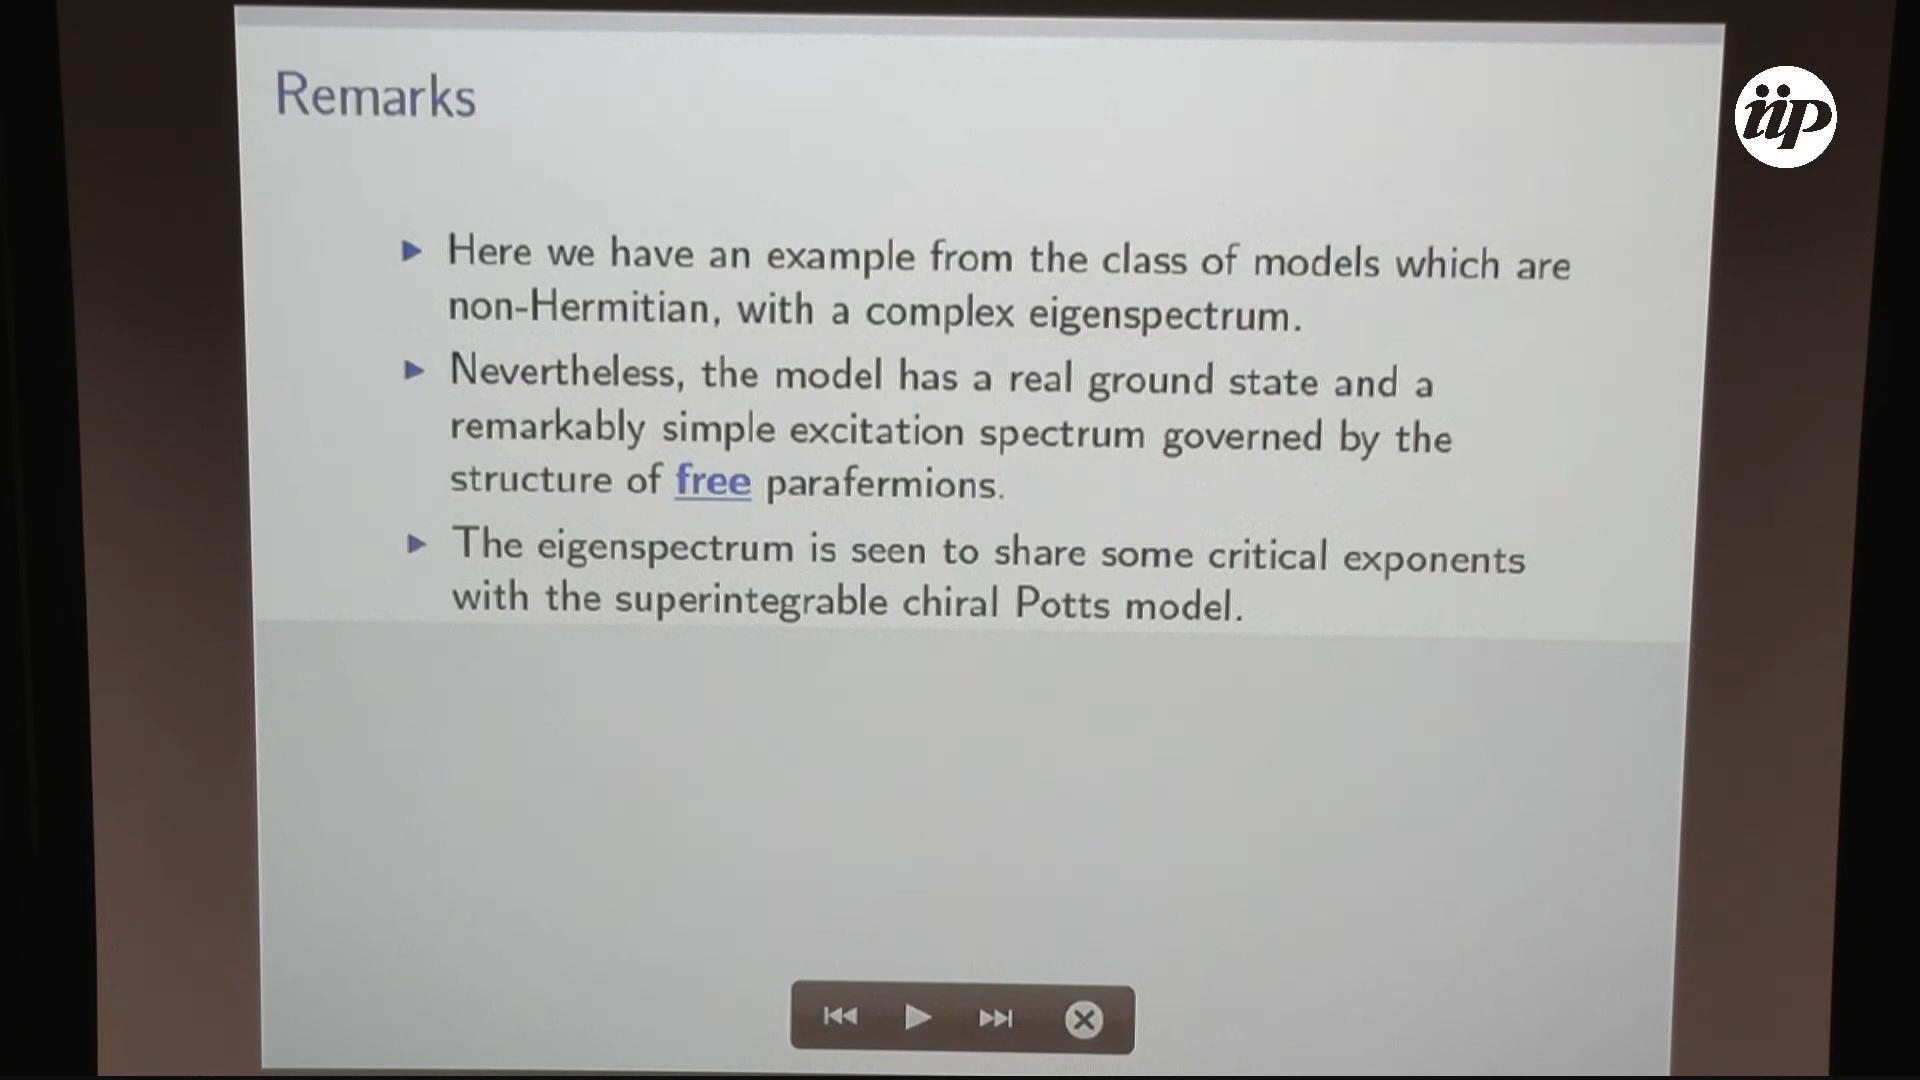 Remarks
iip
Here we have an example from the class of models which are
non-Hermitian, with a complex eigenspectrum.
Nevertheless, the model has a real ground state and a
remarkably simple excitation spectrum governed by the
structure of free parafermions.
The eigenspectrum is seen to share some critical exponents
with the superintegrable chiral Potts model.